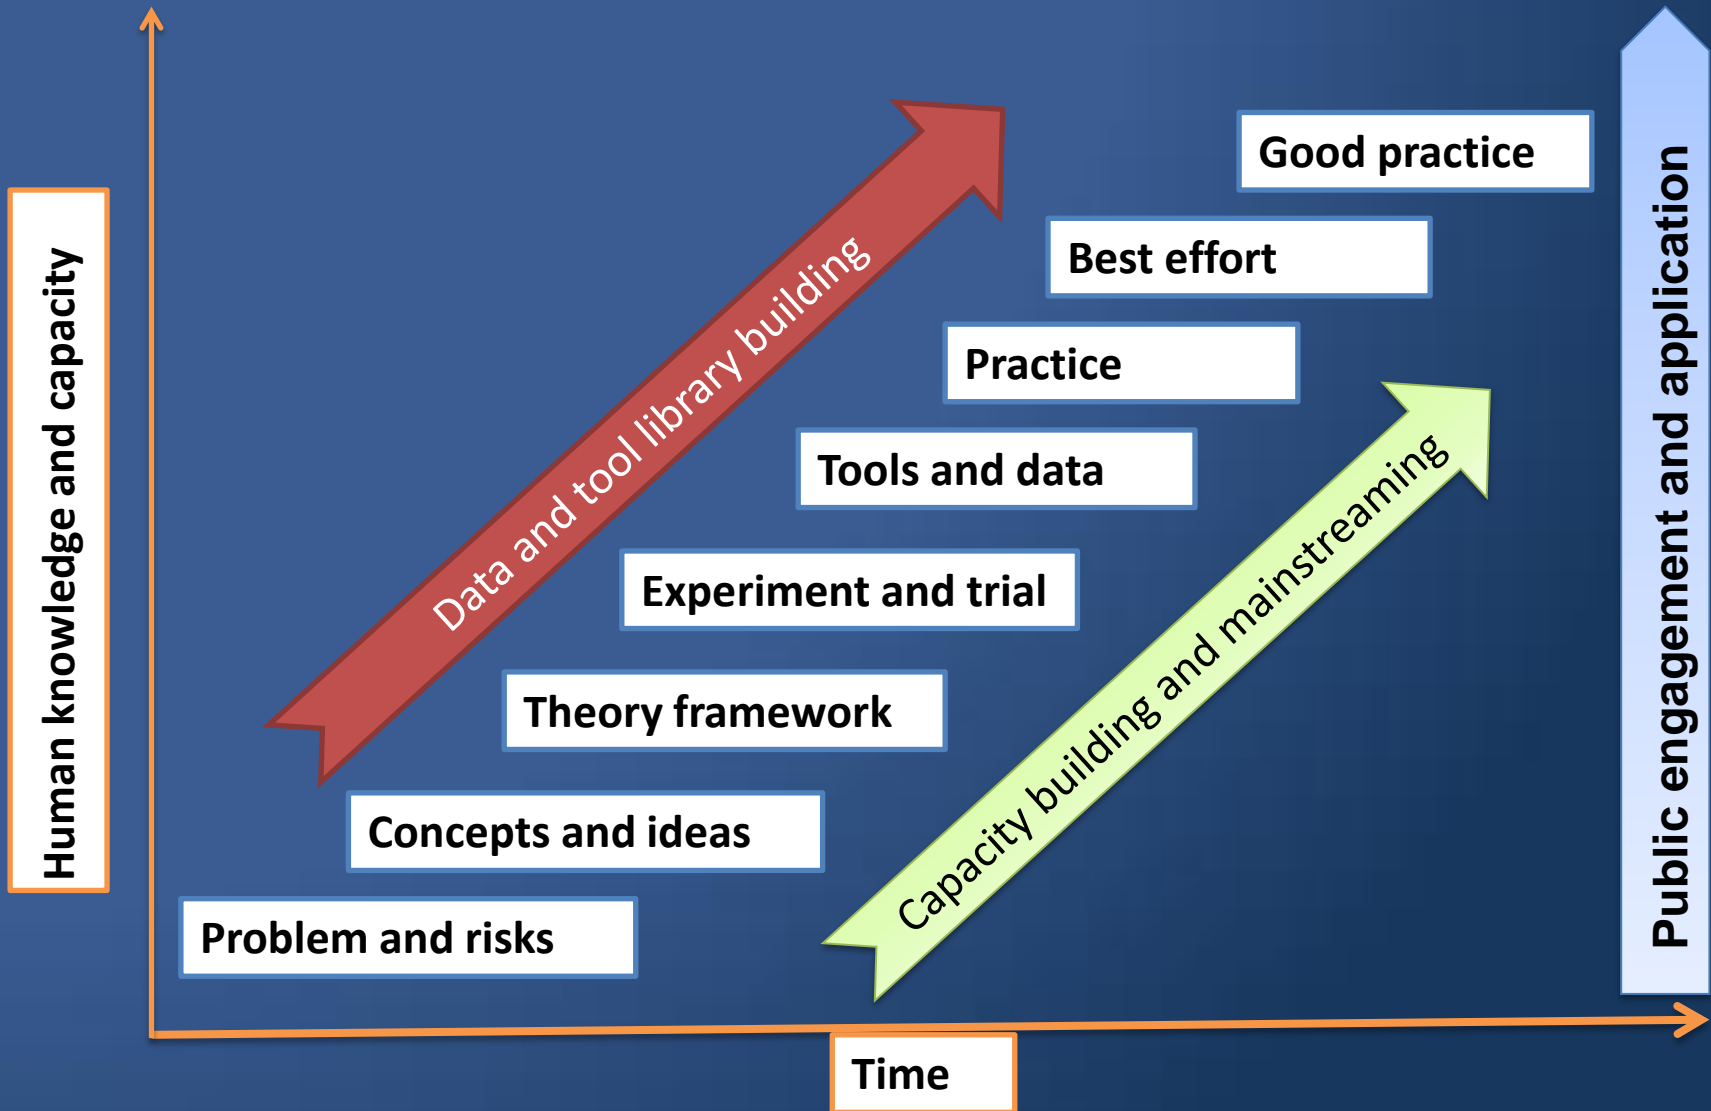 Good practice
Best effort
Practice
Tools and data
Experiment and trial
Theory framework
Concepts and ideas
Problem and risks
Data and tool library building
Capacity building and mainstreaming
Human knowledge and capacity
Public engagement and application
Time